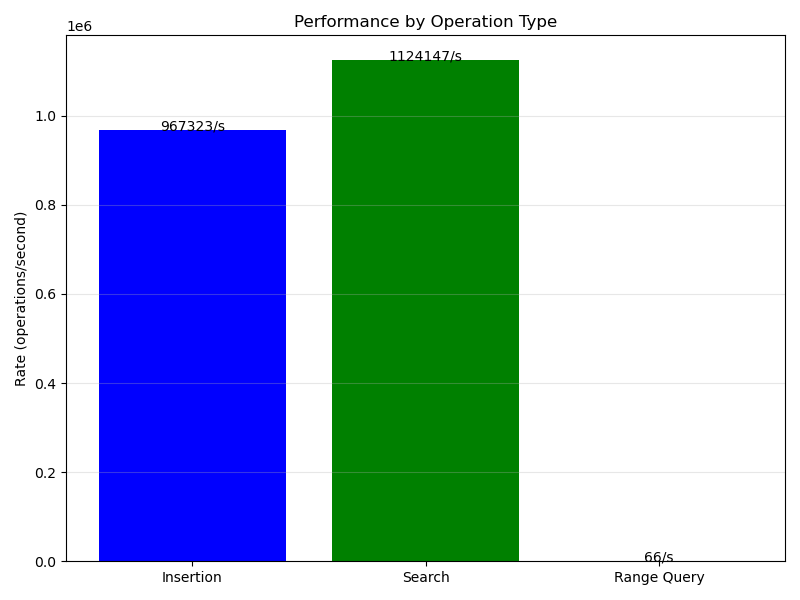 Performance by Operation Type
1e6
Rate (operations/second)
1.0
0.8
0.6
0.4
0.2
0.0
967323/s
1124147/s
66/s
Insertion
Search
Range Query